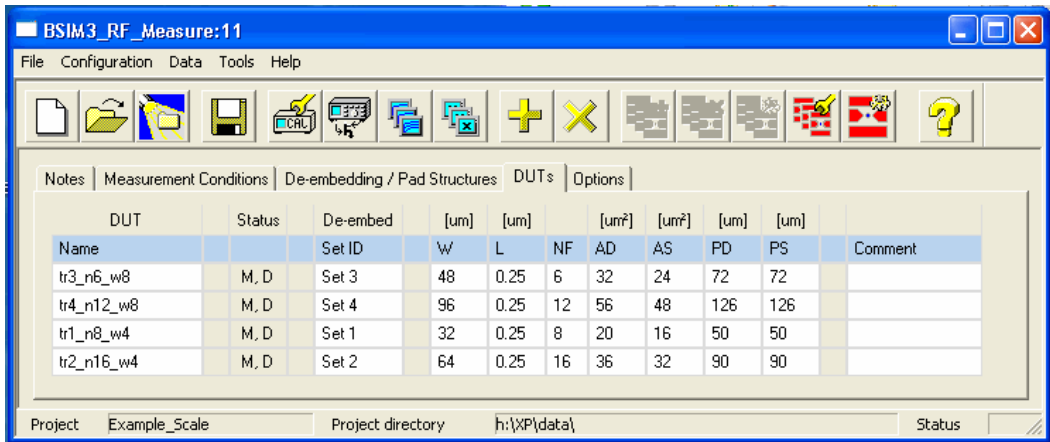 BSIM3_RF_Measure:11
File Configuration Data Tools Help
CAL
Notes Measurement Conditions De-embedding / Pad Structures DUTs Options
DUT Status De-embed [um] [um] [um²] [um²] [um] [um]
Name Set ID W L NF AD AS PD PS Comment
tr3_n6_w8 M, D Set 3 48 0.25 6 32 24 72 72
tr4_n12_w8 M, D Set 4 96 0.25 12 56 48 126 126
tr1_n8_w4 M, D Set 1 32 0.25 8 20 16 50 50
tr2_n16_w4 M, D Set 2 64 0.25 16 36 32 90 90
Project Example_Scale Project directory h:\XP\data\ Status